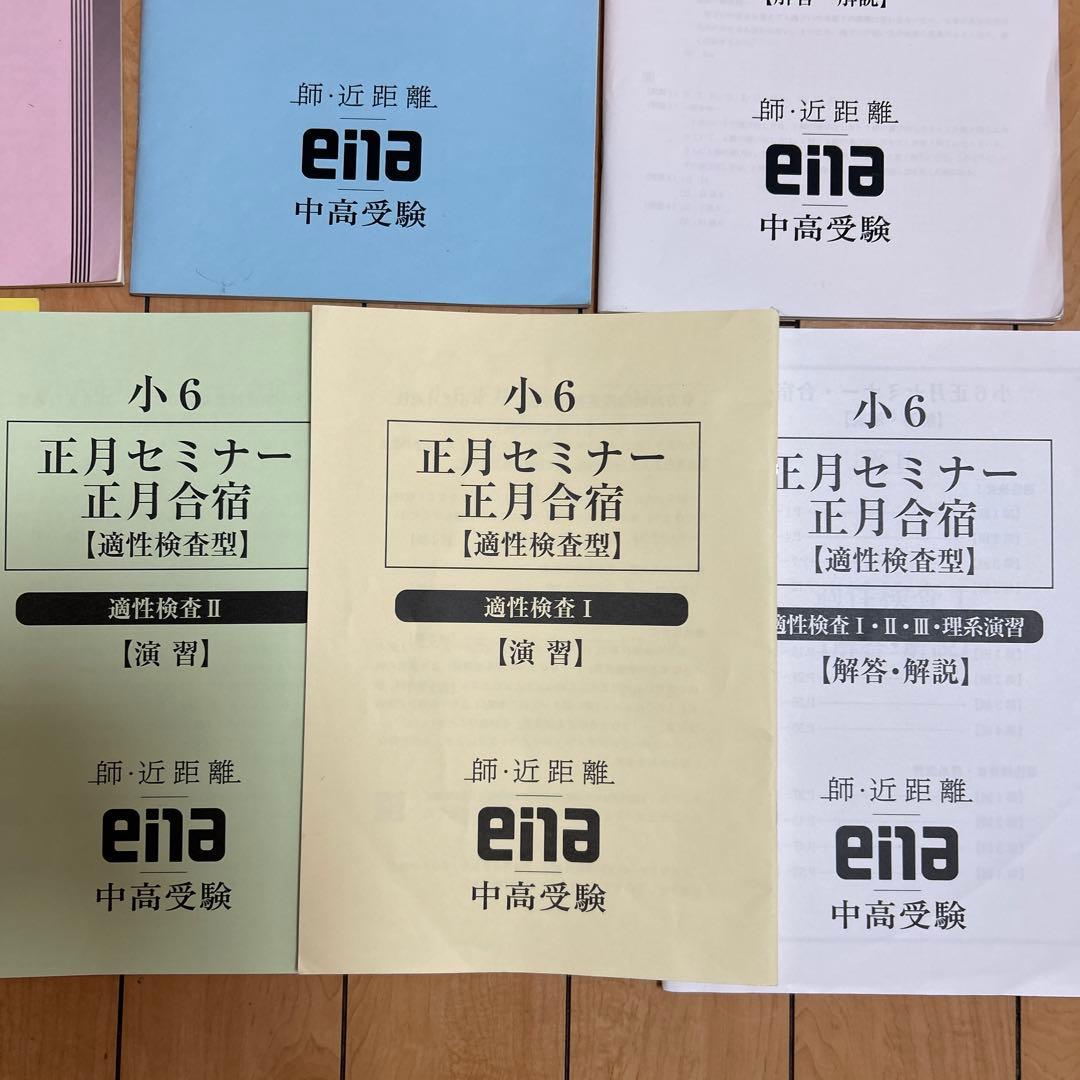 師・近距離
ena
中高受験
【解答・解説】
師・近距離
ena
中高受験
小6
正月セミナー
正月合宿
【適性検査型】
適性検査Ⅱ
【演習】
師・近距離
ena
中高受験
小6
正月セミナー
正月合宿
【適性検査型】
適性検査Ⅰ
【演習】
師・近距離
ena
中高受験
小6
正月セミナー
正月合宿
【適性検査型】
適性検査Ⅰ・Ⅱ・Ⅲ・理系演習
【解答・解説】
師・近距離
ena
中高受験